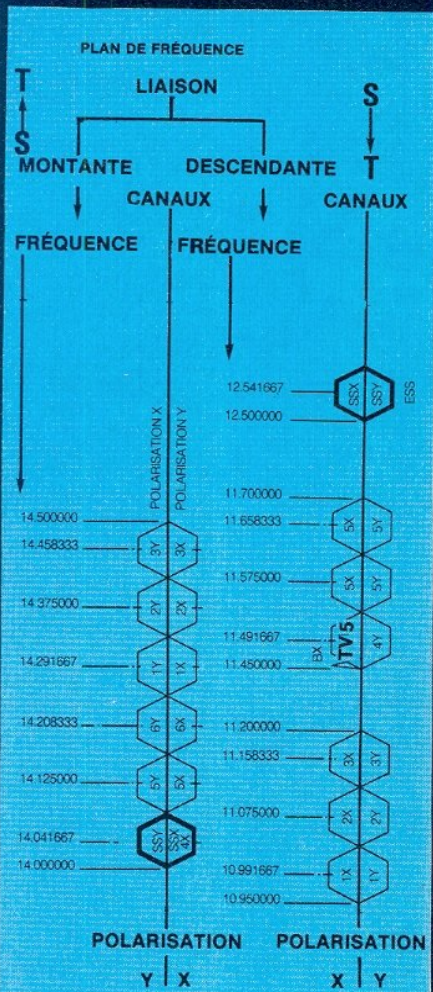 PLAN DE FRÉQUENCE
LIAISON
T
S
S
T
MONTANTE
DESCENDANTE
CANAUX
CANAUX
FRÉQUENCE
FRÉQUENCE
POLARISATION X
POLARISATION Y
14.500000
14.458333
3Y
3X
14.375000
2Y
2X
14.291667
1Y
1X
14.208333
6Y
6X
14.125000
5Y
5X
14.041667
SSY
SSX
4X
14.000000
POLARISATION
Y
X
12.541667
SSX
SSY
ESS
12.500000
11.700000
11.658333
5X
5Y
11.575000
5X
5Y
11.491667
BX
TV5
4Y
11.450000
11.200000
11.158333
3X
3Y
11.075000
2X
2Y
10.991667
1X
1Y
10.950000
POLARISATION
X
Y